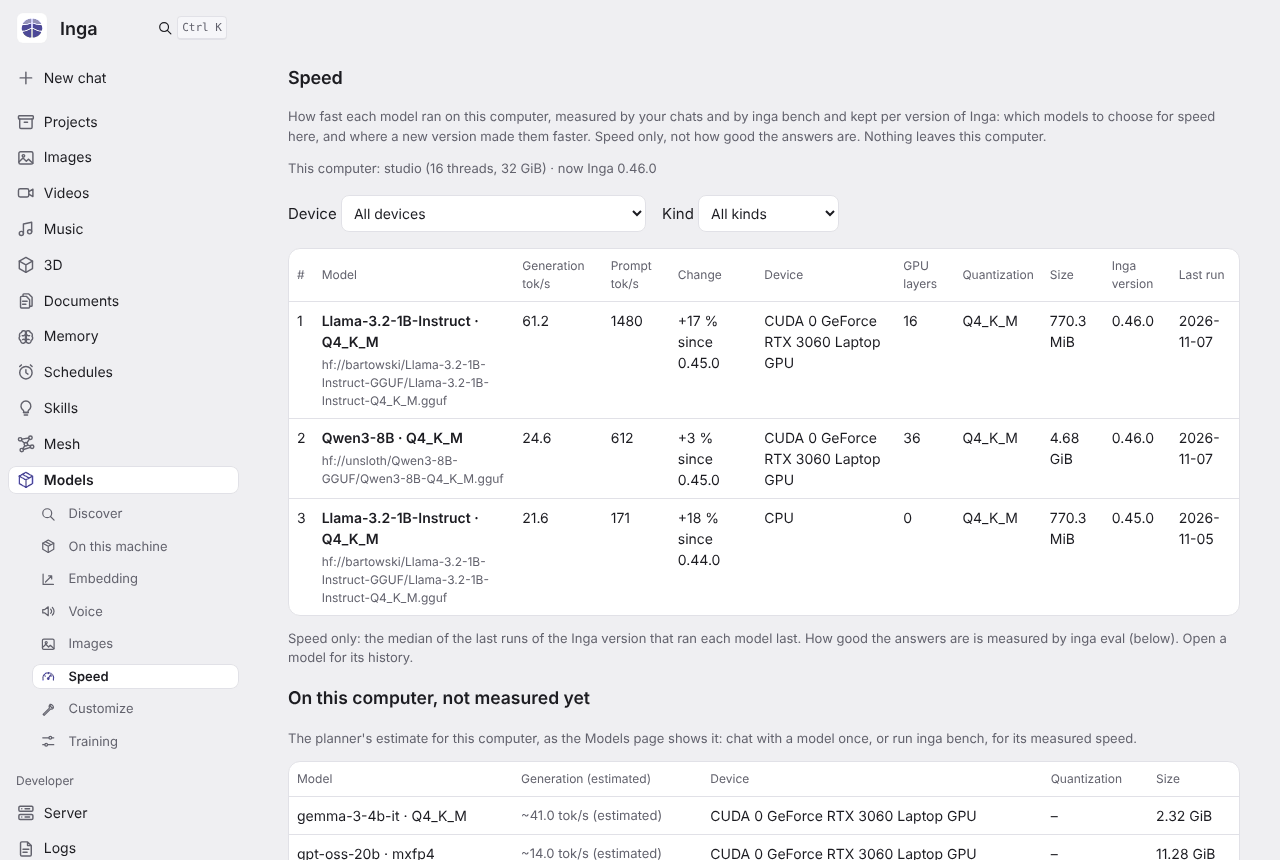 Inga
Ctrl K
New chat
Projects
Images
Videos
Music
3D
Documents
Memory
Schedules
Skills
Mesh
Models
Discover
On this machine
Embedding
Voice
Images
Speed
Customize
Training
Developer
Server
Logs
Speed
How fast each model ran on this computer, measured by your chats and by inga bench and kept per version of Inga: which models to choose for speed
here, and where a new version made them faster. Speed only, not how good the answers are. Nothing leaves this computer.
This computer: studio (16 threads, 32 GiB) · now Inga 0.46.0
Device All devices Kind All kinds
# Model Generation tok/s Prompt tok/s Change Device GPU layers Quantization Size Inga version Last run
1 Llama-3.2-1B-Instruct · 61.2 1480 +17 % CUDA 0 GeForce 16 Q4_K_M 770.3 0.46.0 2026-
Q4_K_M since RTX 3060 Laptop MiB 11-07
hf://bartowski/Llama-3.2-1B- 0.45.0 GPU
Instruct-GGUF/Llama-3.2-1B-
Instruct-Q4_K_M.gguf
2 Qwen3-8B · Q4_K_M 24.6 612 +3 % CUDA 0 GeForce 36 Q4_K_M 4.68 0.46.0 2026-
hf://unsloth/Qwen3-8B- since RTX 3060 Laptop GiB 11-07
GGUF/Qwen3-8B-Q4_K_M.gguf 0.45.0 GPU
3 Llama-3.2-1B-Instruct · 21.6 171 +18 % CPU 0 Q4_K_M 770.3 0.45.0 2026-
Q4_K_M since MiB 11-05
hf://bartowski/Llama-3.2-1B- 0.44.0
Instruct-GGUF/Llama-3.2-1B-
Instruct-Q4_K_M.gguf
Speed only: the median of the last runs of the Inga version that ran each model last. How good the answers are is measured by inga eval (below). Open a
model for its history.
On this computer, not measured yet
The planner's estimate for this computer, as the Models page shows it: chat with a model once, or run inga bench, for its measured speed.
Model Generation (estimated) Device Quantization Size
gemma-3-4b-it · Q4_K_M ~41.0 tok/s (estimated) CUDA 0 GeForce RTX 3060 Laptop GPU – 2.32 GiB
gpt-oss-20b · mxfp4 ~14.0 tok/s (estimated) CUDA 0 GeForce RTX 3060 Laptop GPU – 11.28 GiB